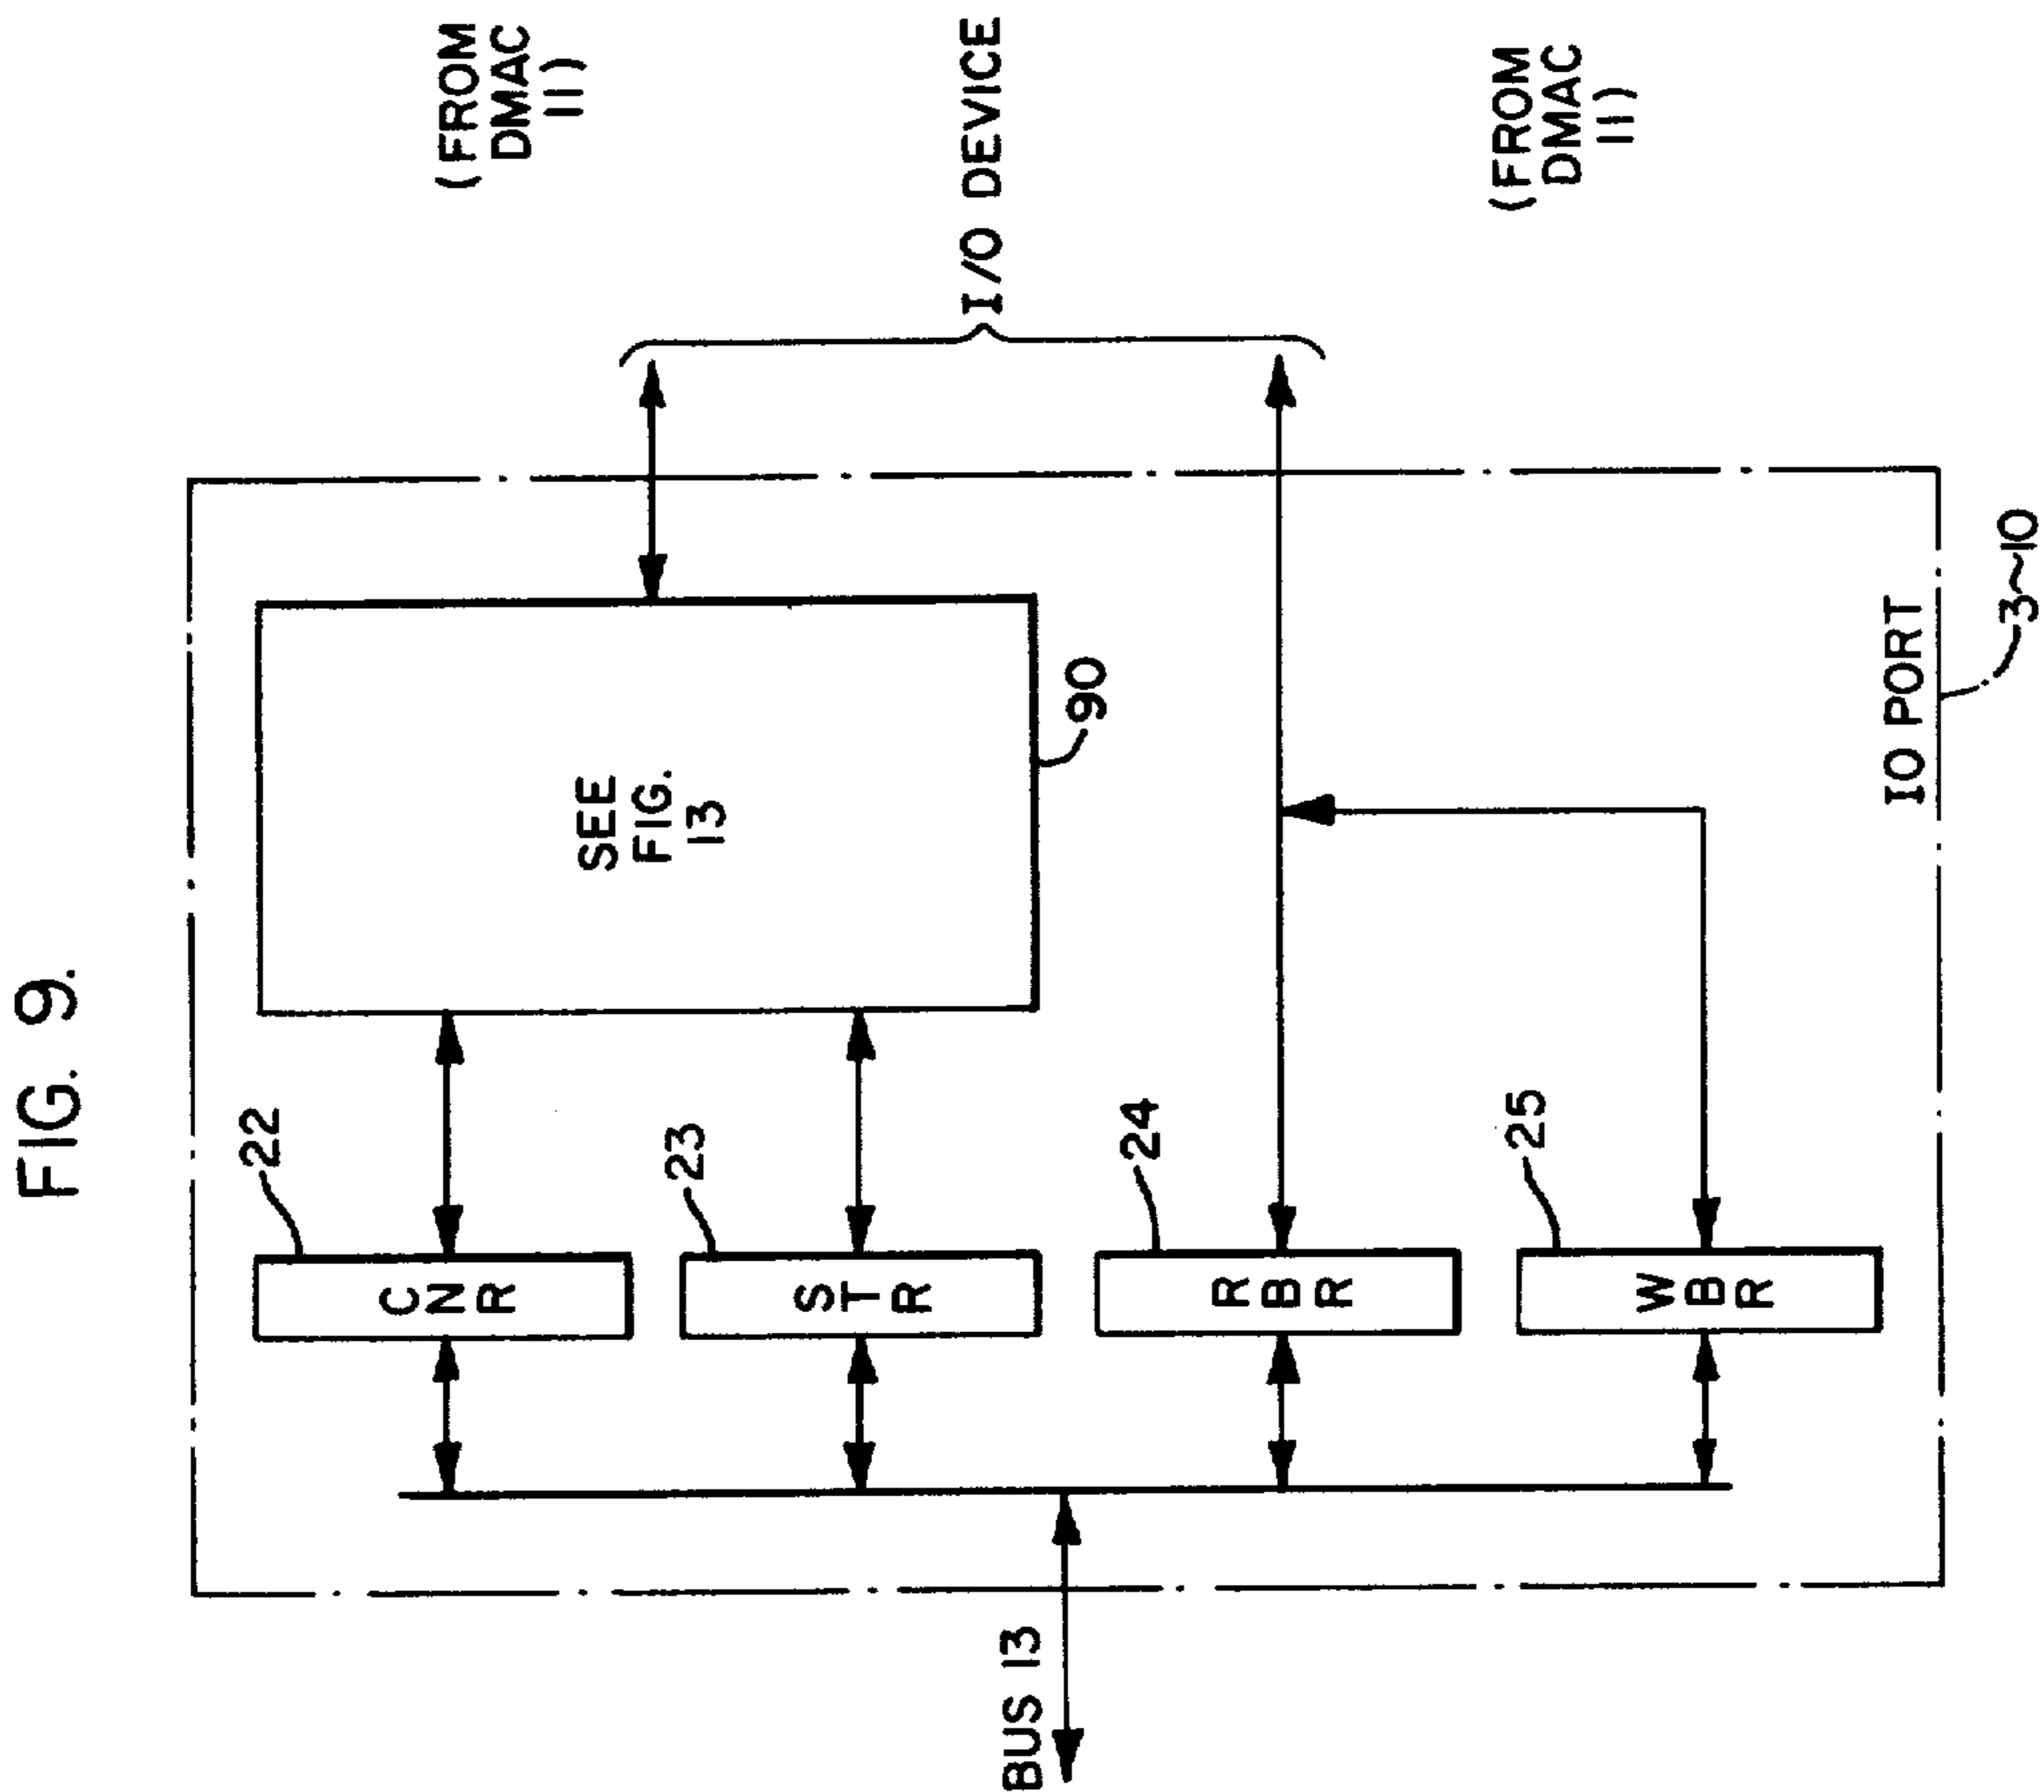 FIG. 9.
22
CNR
23
STR
24
RBR
25
WBR
BUS 13
SEE
FIG.
13
90
IO PORT
3~10
(FROM
DMAC
11)
I/O DEVICE
(FROM
DMAC
11)